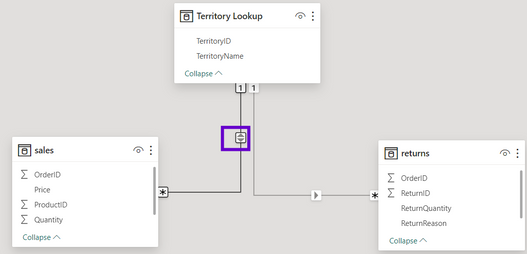 Territory Lookup
TerritoryID
TerritoryName
Collapse
1 1
sales
OrderID
Price
ProductID
Quantity
Collapse
*
returns
OrderID
ReturnID
ReturnQuantity
ReturnReason
Collapse
*